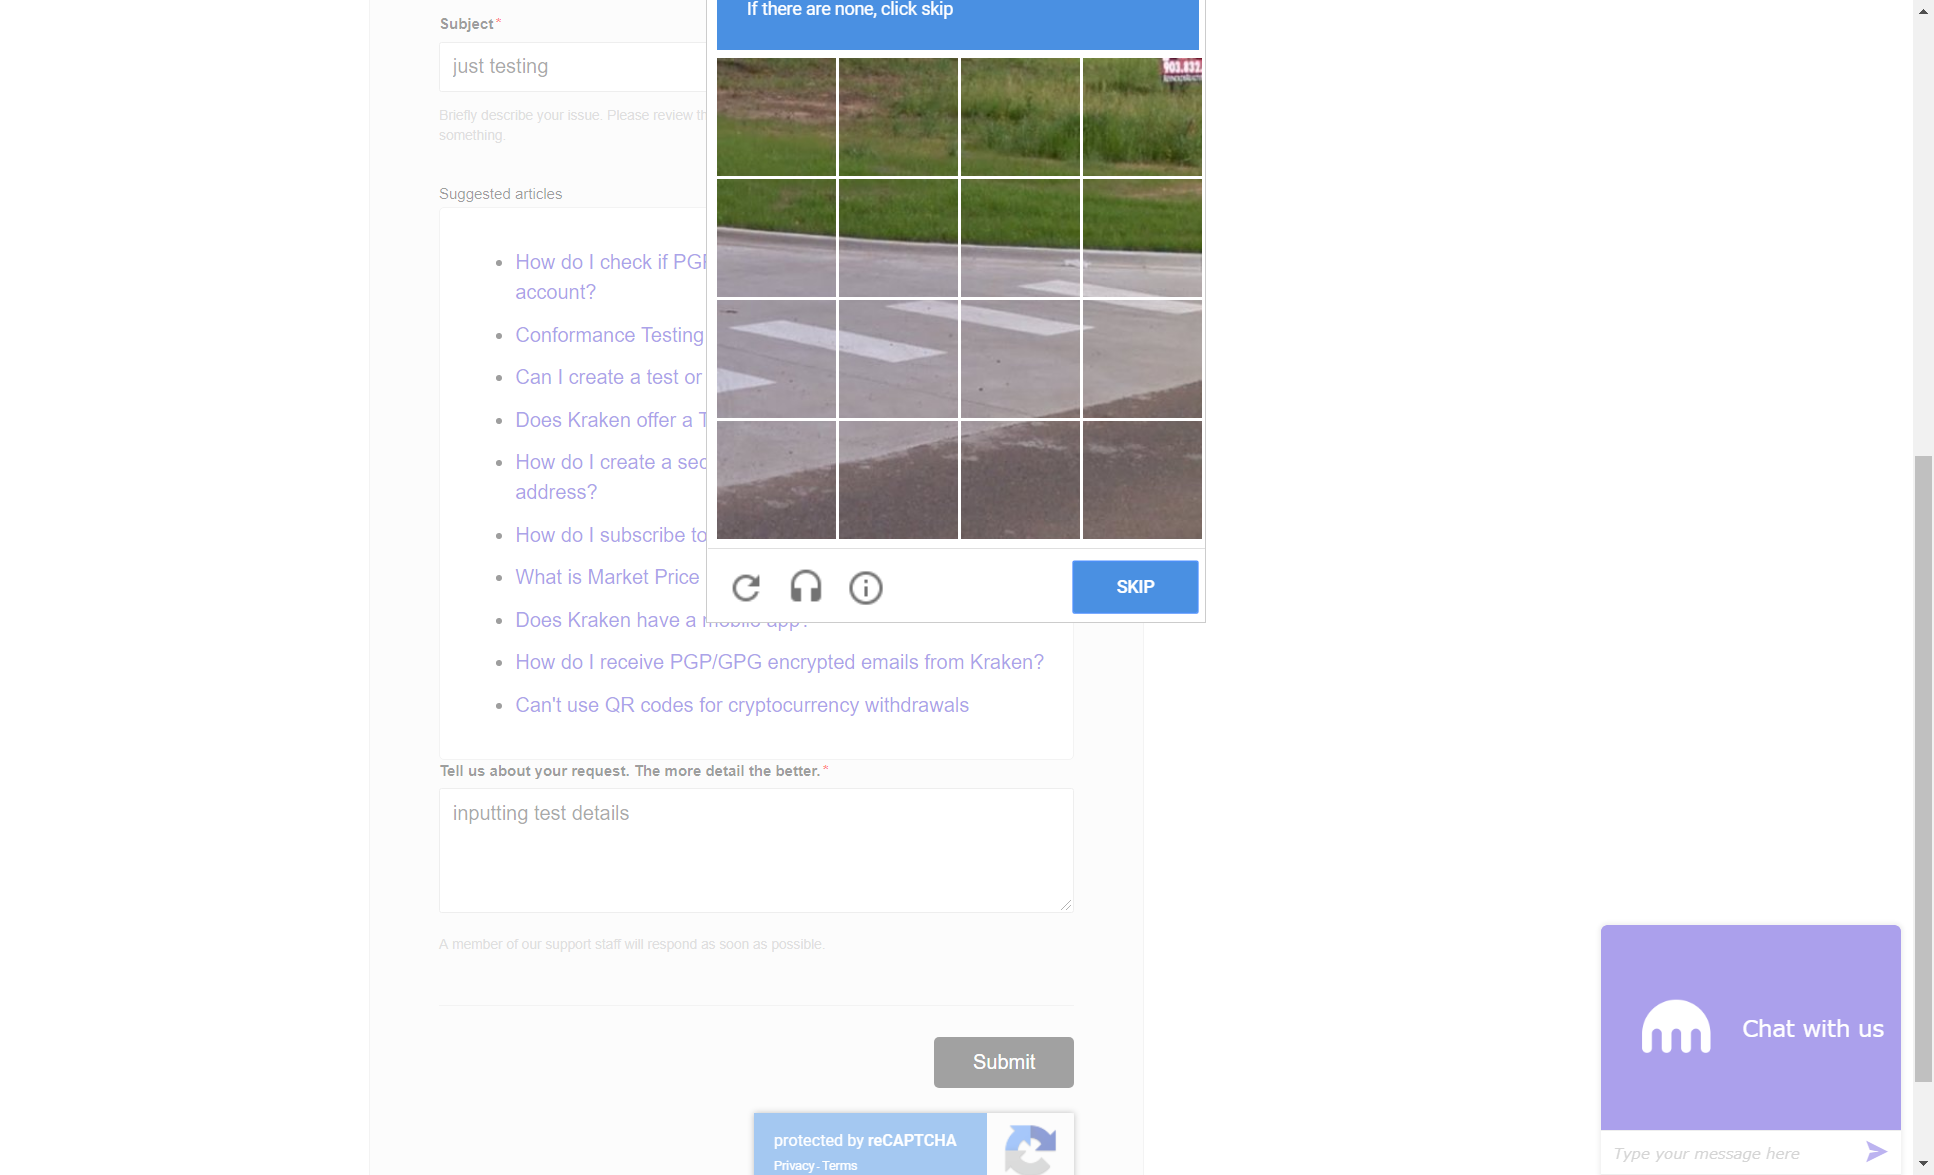 If there are none, click skip
Subject*
just testing
Briefly describe your issue. Please review th
something.
903.832.
Suggested articles
How do I check if PGP
account?
Conformance Testing
Can I create a test or
Does Kraken offer a T
How do I create a sec
address?
How do I subscribe to
What is Market Price
SKIP
Does Kraken have a mobile app?
How do I receive PGP/GPG encrypted emails from Kraken?
Can't use QR codes for cryptocurrency withdrawals
Tell us about your request. The more detail the better.*
inputting test details
A member of our support staff will respond as soon as possible.
Submit
Chat with us
protected by reCAPTCHA
Privacy - Terms
Type your message here